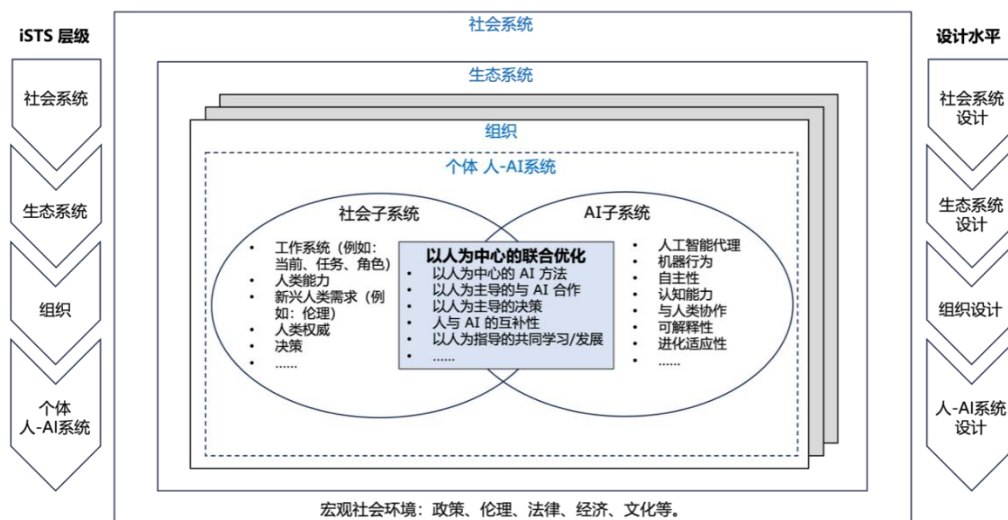 社会系统
iSTS 层级
设计水平
生态系统
社会系统
社会系统
设计
组织
个体 人-AI系统
生态系统
生态系统
设计
社会子系统
AI子系统
• 工作系统（例如：
当前、任务、角色）
• 人类能力
• 新兴人类需求（例
如：伦理）
• 人类权威
• 决策
• ......
以人为中心的联合优化
• 以人为中心的 AI 方法
• 以人为主导的与 AI 合作
• 以人为主导的决策
• 人与 AI 的互补性
• 以人为指导的共同学习/发展
• ......
• 人工智能代理
• 机器行为
• 自主性
• 认知能力
• 与人类协作
• 可解释性
• 进化适应性
• ......
组织
组织设计
个体
人-AI系统
人-AI系统
设计
宏观社会环境：政策、伦理、法律、经济、文化等。